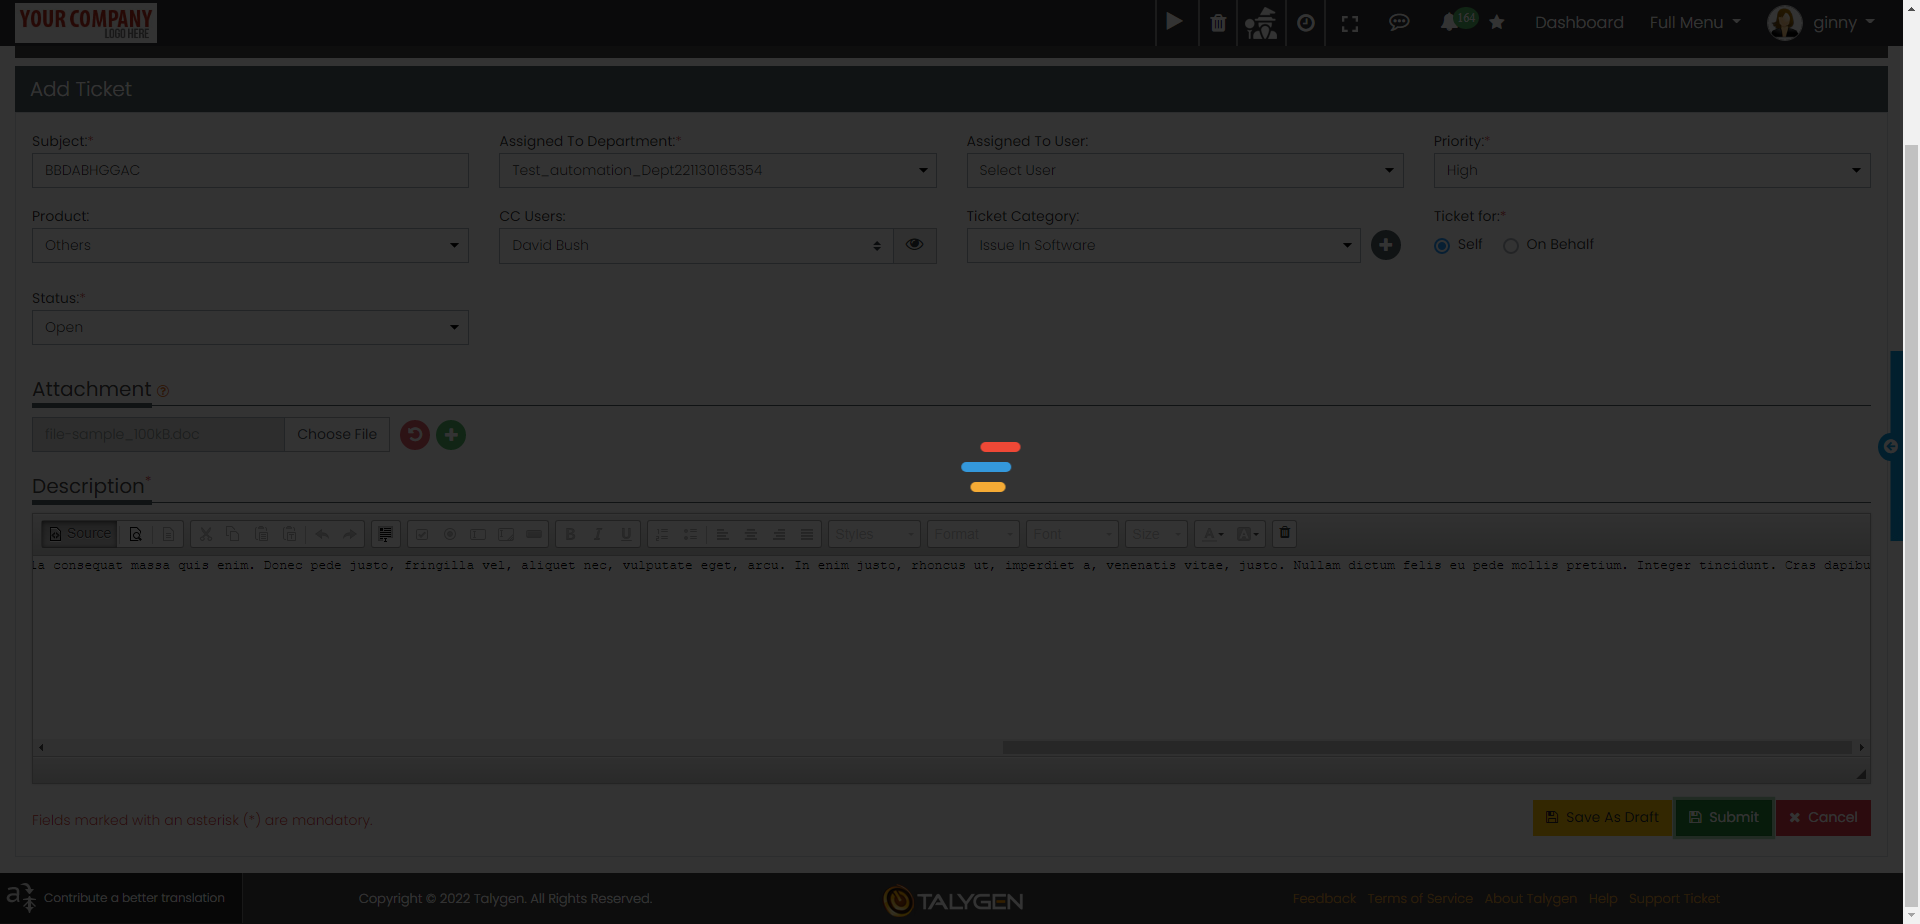 YOUR COMPANY
LOGO HERE
164
Dashboard
Full Menu
ginny
Add Ticket
Subject:*
Assigned To Department:*
Assigned To User:
Priority:*
BBDABHGGAC
Test_automation_Dept221130165354
Select User
High
Product:
CC Users:
Ticket Category:
Ticket for:*
Others
David Bush
Issue In Software
Self
On Behalf
Status:*
Open
Attachment
file-sample_100kB.doc
Choose File
Description*
Source
B I U
Styles
Format
Font
Size
A
A
la consequat massa quis enim. Donec pede justo, fringilla vel, aliquet nec, vulputate eget, arcu. In enim justo, rhoncus ut, imperdiet a, venenatis vitae, justo. Nullam dictum felis eu pede mollis pretium. Integer tincidunt. Cras dapibu
Fields marked with an asterisk (*) are mandatory.
Save As Draft
Submit
Cancel
Contribute a better translation
Copyright © 2022 Talygen. All Rights Reserved.
TALYGEN
Feedback
Terms of Service
About Talygen
Help
Support Ticket